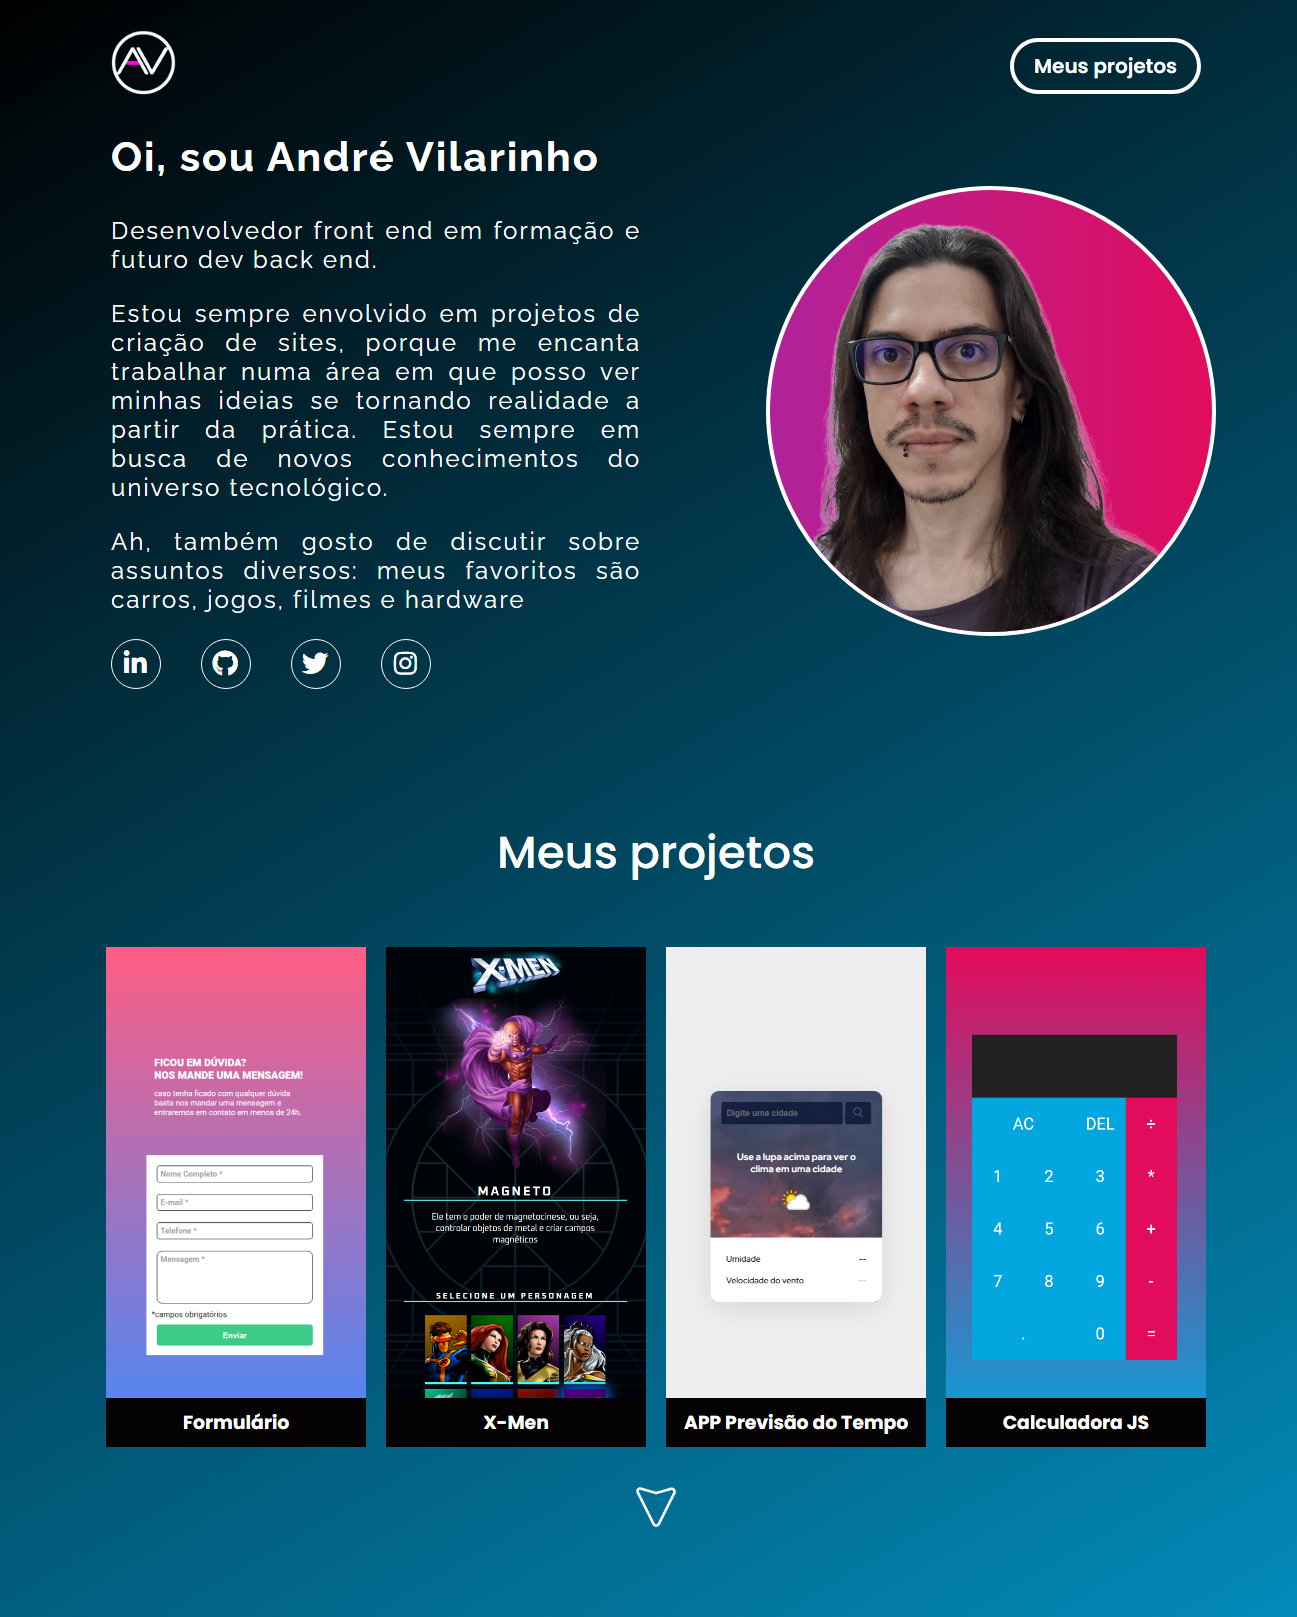 AV
Meus projetos
Oi, sou André Vilarinho
Desenvolvedor front end em formação e
futuro dev back end.
Estou sempre envolvido em projetos de
criação de sites, porque me encanta
trabalhar numa área em que posso ver
minhas ideias se tornando realidade a
partir da prática. Estou sempre em
busca de novos conhecimentos do
universo tecnológico.
Ah, também gosto de discutir sobre
assuntos diversos: meus favoritos são
carros, jogos, filmes e hardware
in
Meus projetos
FICOU EM DÚVIDA?
NOS MANDE UMA MENSAGEM!
caso tenha ficado com qualquer dúvida
basta nos mandar uma mensagem e
entraremos em contato em menos de 24h.
Nome Completo *
E-mail *
Telefone *
Mensagem *
*campos obrigatórios
Enviar
Formulário
X-MEN
MAGNETO
Ele tem o poder de magnetocinese, ou seja,
controlar objetos de metal e criar campos
magnéticos
SELECIONE UM PERSONAGEM
X-Men
Digite uma cidade
Use a lupa acima para ver o
clima em uma cidade
Umidade --
Velocidade do vento --
APP Previsão do Tempo
AC DEL ÷
1 2 3 *
4 5 6 +
7 8 9 -
. 0 =
Calculadora JS